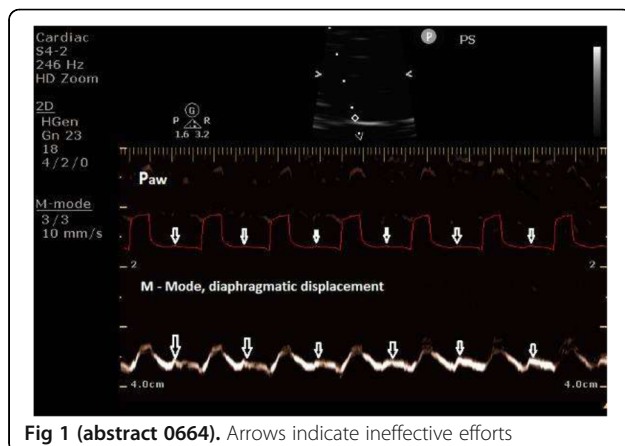 Cardiac
S4-2
246 Hz
HD Zoom
2D
HGen
Gn 23
18
4/2/0
M-mode
3/3
10 mm/s
P PS
G
P R
1.6 3.2
Paw
2 2
M - Mode, diaphragmatic displacement
4.0cm 4.0cm
Fig 1 (abstract 0664). Arrows indicate ineffective efforts